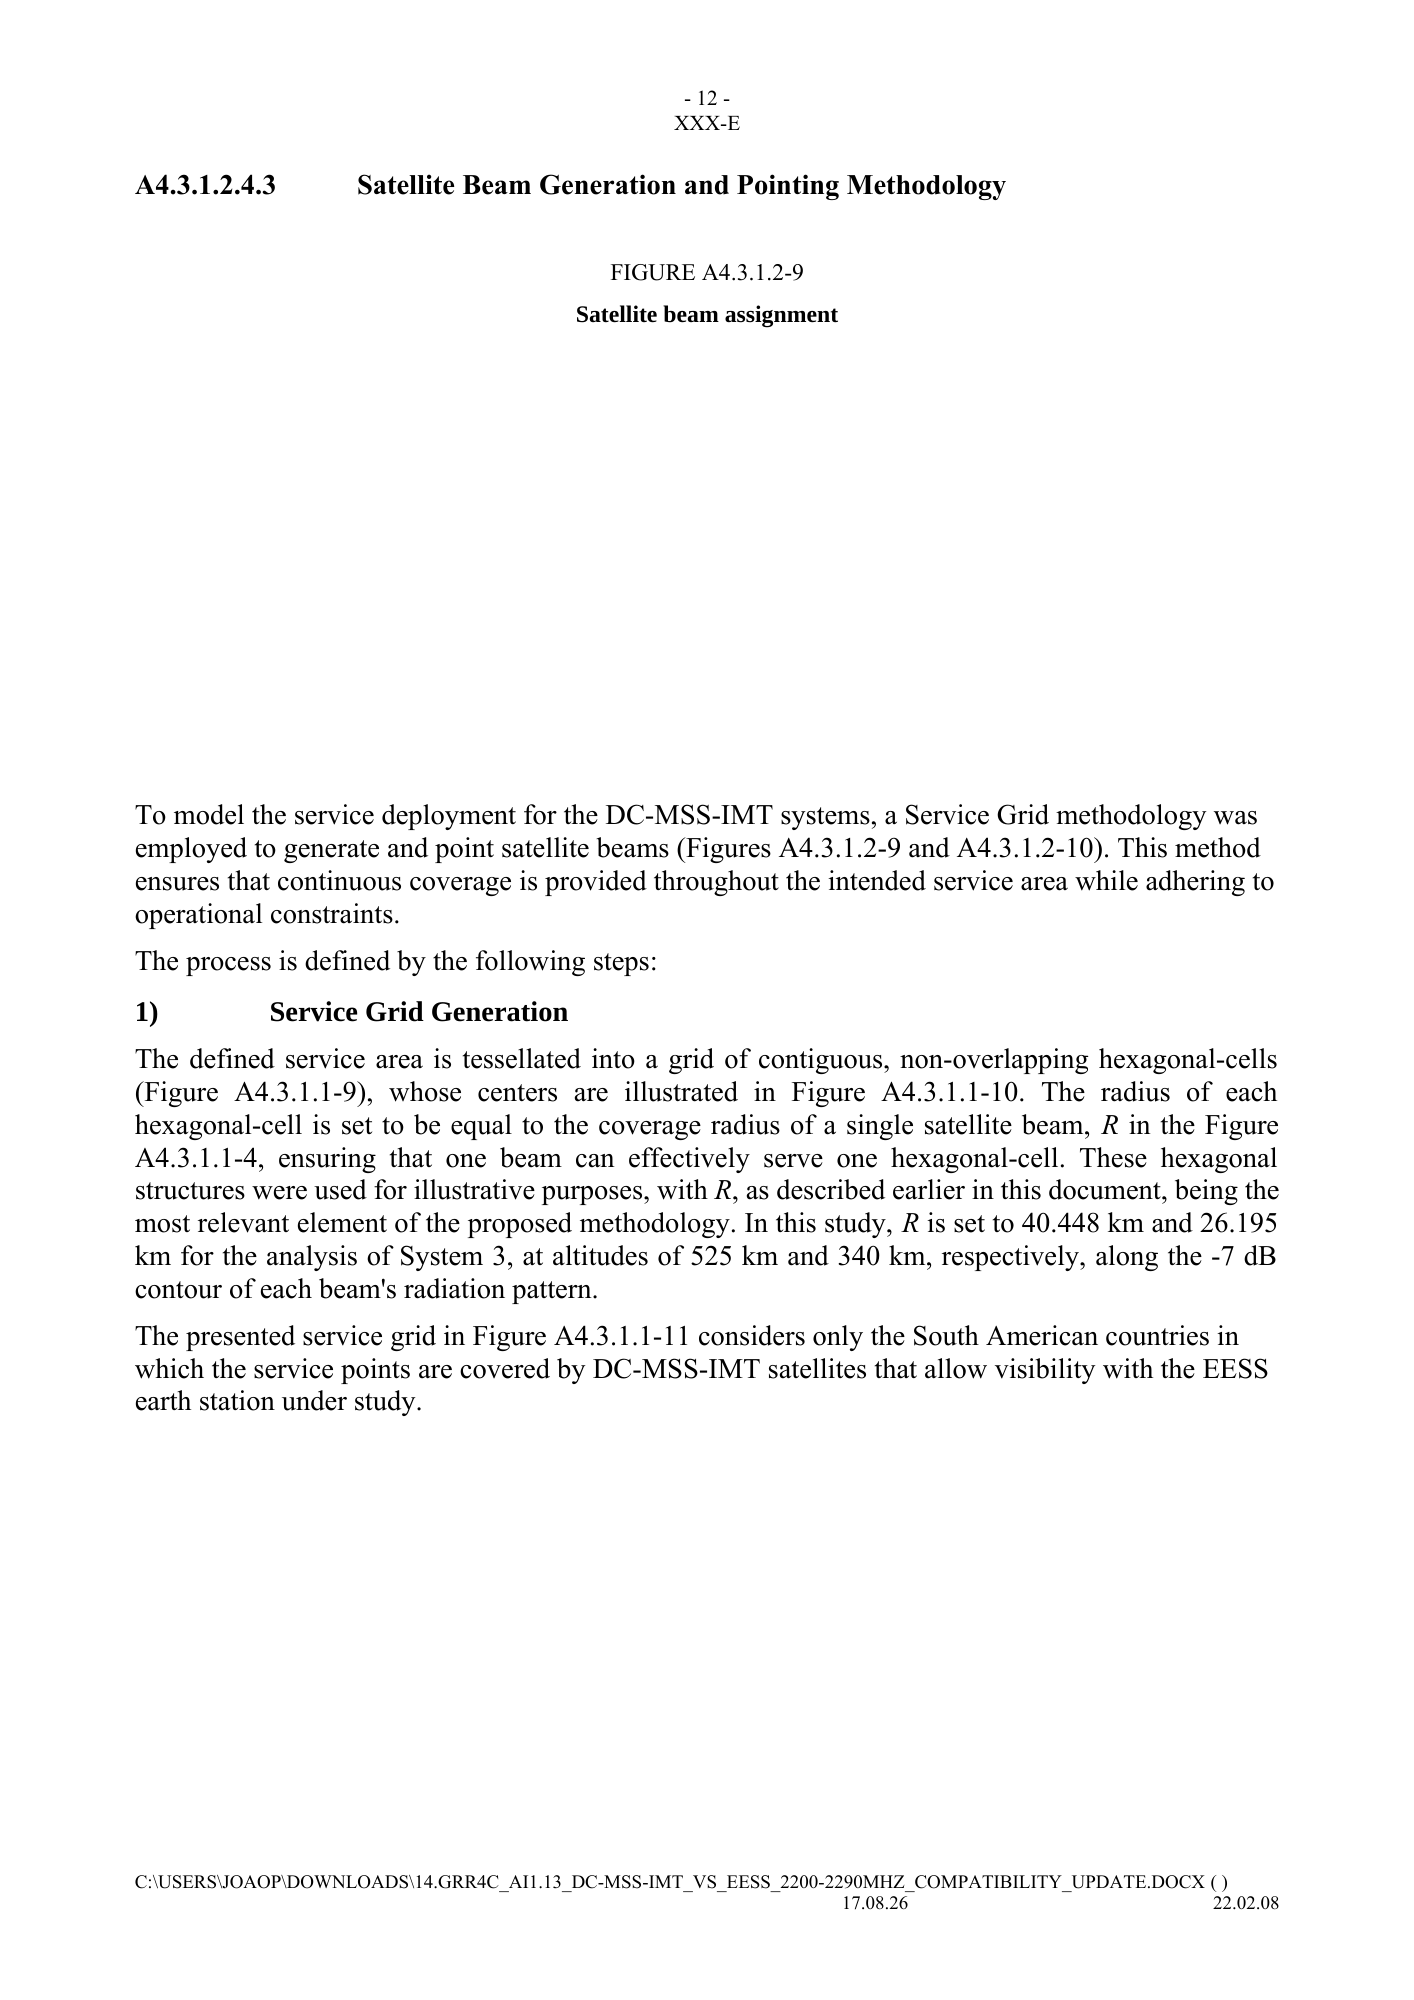 - 12 -
XXX-E
A4.3.1.2.4.3 Satellite Beam Generation and Pointing Methodology
FIGURE A4.3.1.2-9
Satellite beam assignment
To model the service deployment for the DC-MSS-IMT systems, a Service Grid methodology was
employed to generate and point satellite beams (Figures A4.3.1.2-9 and A4.3.1.2-10). This method
ensures that continuous coverage is provided throughout the intended service area while adhering to
operational constraints.
The process is defined by the following steps:
1) Service Grid Generation
The defined service area is tessellated into a grid of contiguous, non-overlapping hexagonal-cells
(Figure A4.3.1.1-9), whose centers are illustrated in Figure A4.3.1.1-10. The radius of each
hexagonal-cell is set to be equal to the coverage radius of a single satellite beam, R in the Figure
A4.3.1.1-4, ensuring that one beam can effectively serve one hexagonal-cell. These hexagonal
structures were used for illustrative purposes, with R, as described earlier in this document, being the
most relevant element of the proposed methodology. In this study, R is set to 40.448 km and 26.195
km for the analysis of System 3, at altitudes of 525 km and 340 km, respectively, along the -7 dB
contour of each beam's radiation pattern.
The presented service grid in Figure A4.3.1.1-11 considers only the South American countries in
which the service points are covered by DC-MSS-IMT satellites that allow visibility with the EESS
earth station under study.
C:\USERS\JOAOP\DOWNLOADS\14.GRR4C_AI1.13_DC-MSS-IMT_VS_EESS_2200-2290MHZ_COMPATIBILITY_UPDATE.DOCX ( )
17.08.26 22.02.08